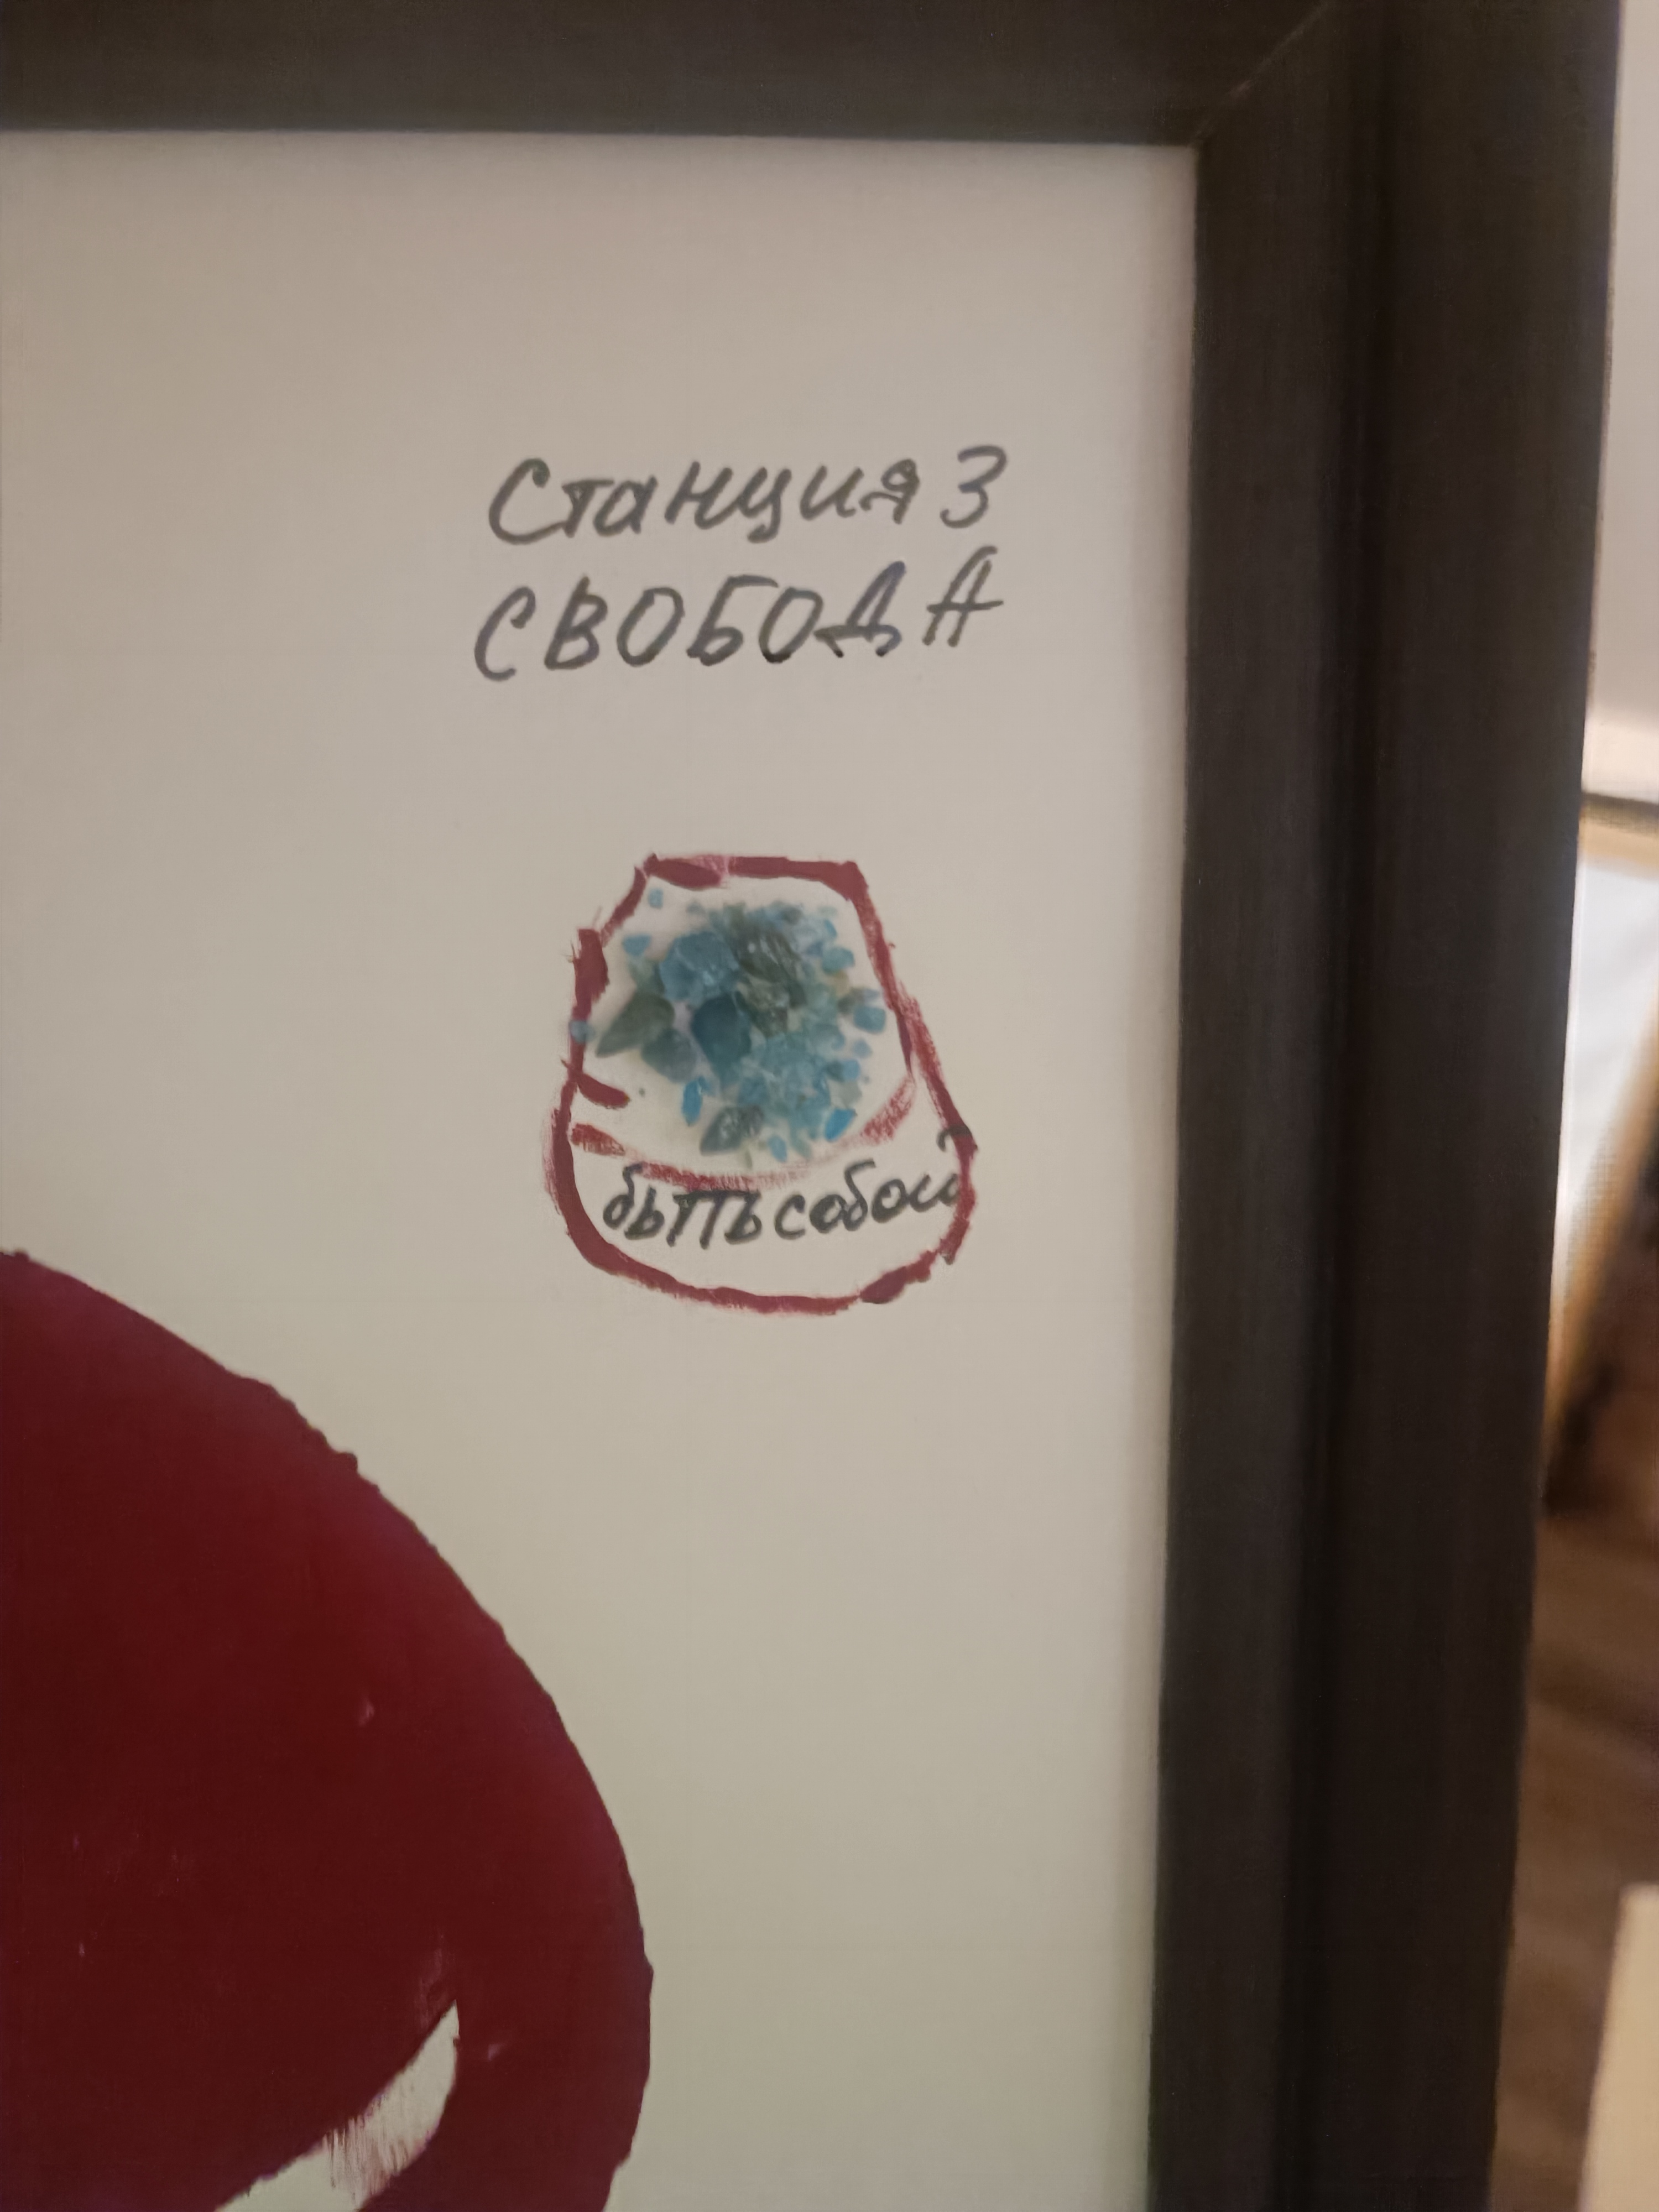 Станция 3
СВОБОДА
быть собой